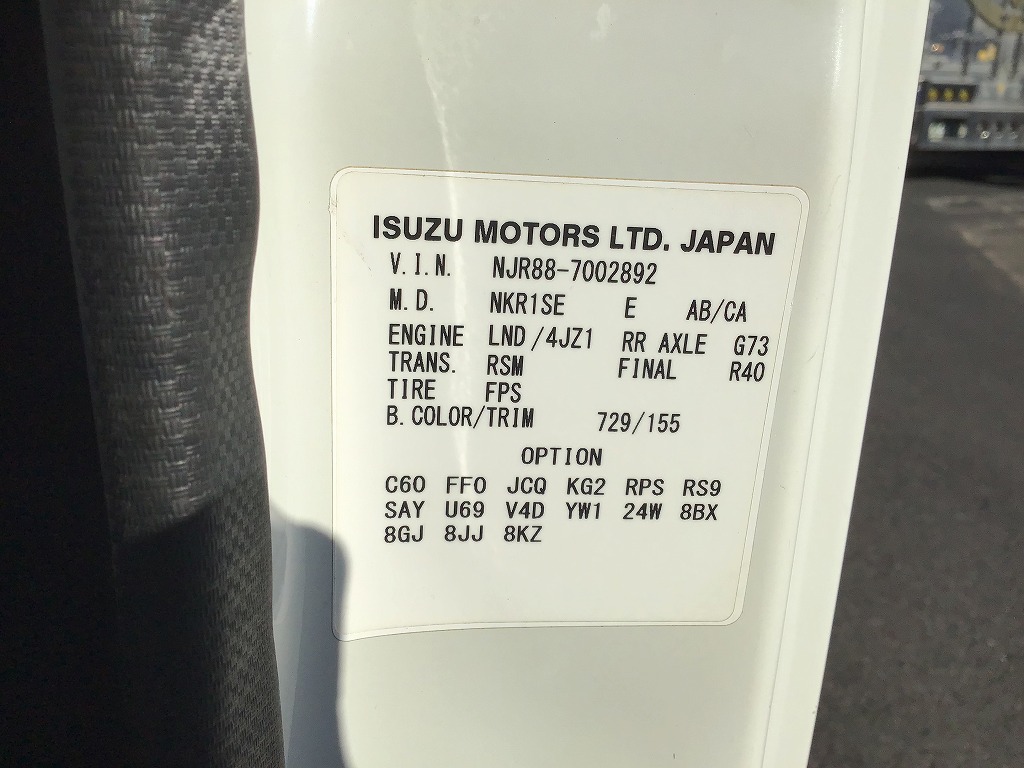 ISUZU MOTORS LTD. JAPAN
V.I.N. NJR88-7002892
M.D. NKR1SE E AB/CA
ENGINE LND/4JZ1 RR AXLE G73
TRANS. RSM FINAL R40
TIRE FPS
B.COLOR/TRIM 729/155
OPTION
C60 FF0 JCQ KG2 RPS RS9
SAY U69 V4D YW1 24W 8BX
8GJ 8JJ 8KZ